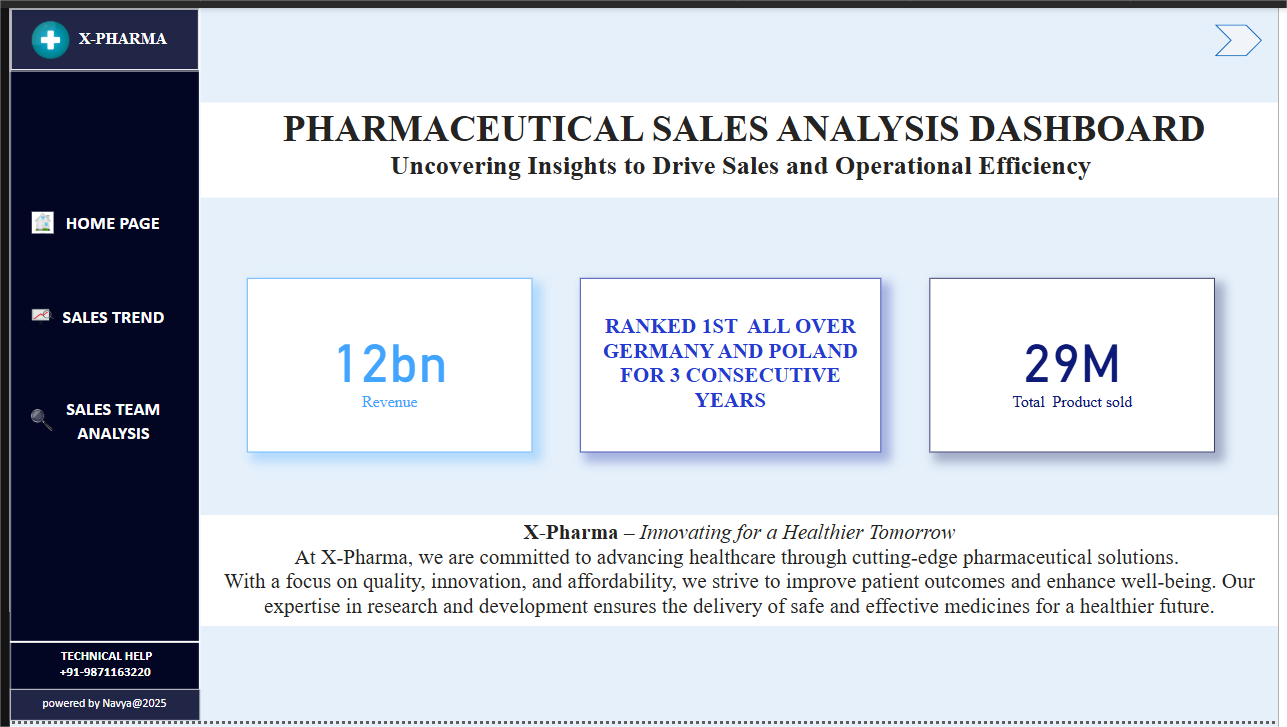 X-PHARMA
PHARMACEUTICAL SALES ANALYSIS DASHBOARD
Uncovering Insights to Drive Sales and Operational Efficiency
HOME PAGE
SALES TREND
SALES TEAM
ANALYSIS
12bn
Revenue
RANKED 1ST  ALL OVER
GERMANY AND POLAND
FOR 3 CONSECUTIVE
YEARS
29M
Total  Product sold
X-Pharma – Innovating for a Healthier Tomorrow
At X-Pharma, we are committed to advancing healthcare through cutting-edge pharmaceutical solutions.
With a focus on quality, innovation, and affordability, we strive to improve patient outcomes and enhance well-being. Our
expertise in research and development ensures the delivery of safe and effective medicines for a healthier future.
TECHNICAL HELP
+91-9871163220
powered by Navya@2025